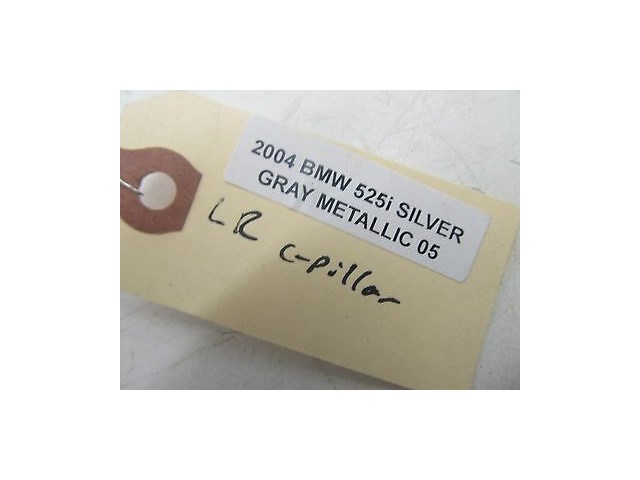 2004 BMW 525i SILVER
GRAY METALLIC 05
LR C-pillar